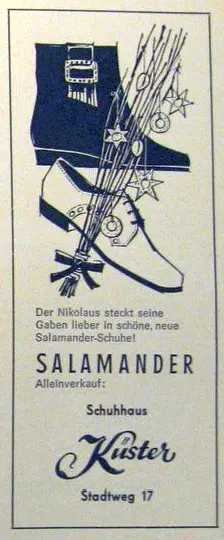 Der Nikolaus steckt seine
Gaben lieber in schöne, neue
Salamander-Schuhe!
SALAMANDER
Alleinverkauf:
Schuhhaus
Küster
Stadtweg 17